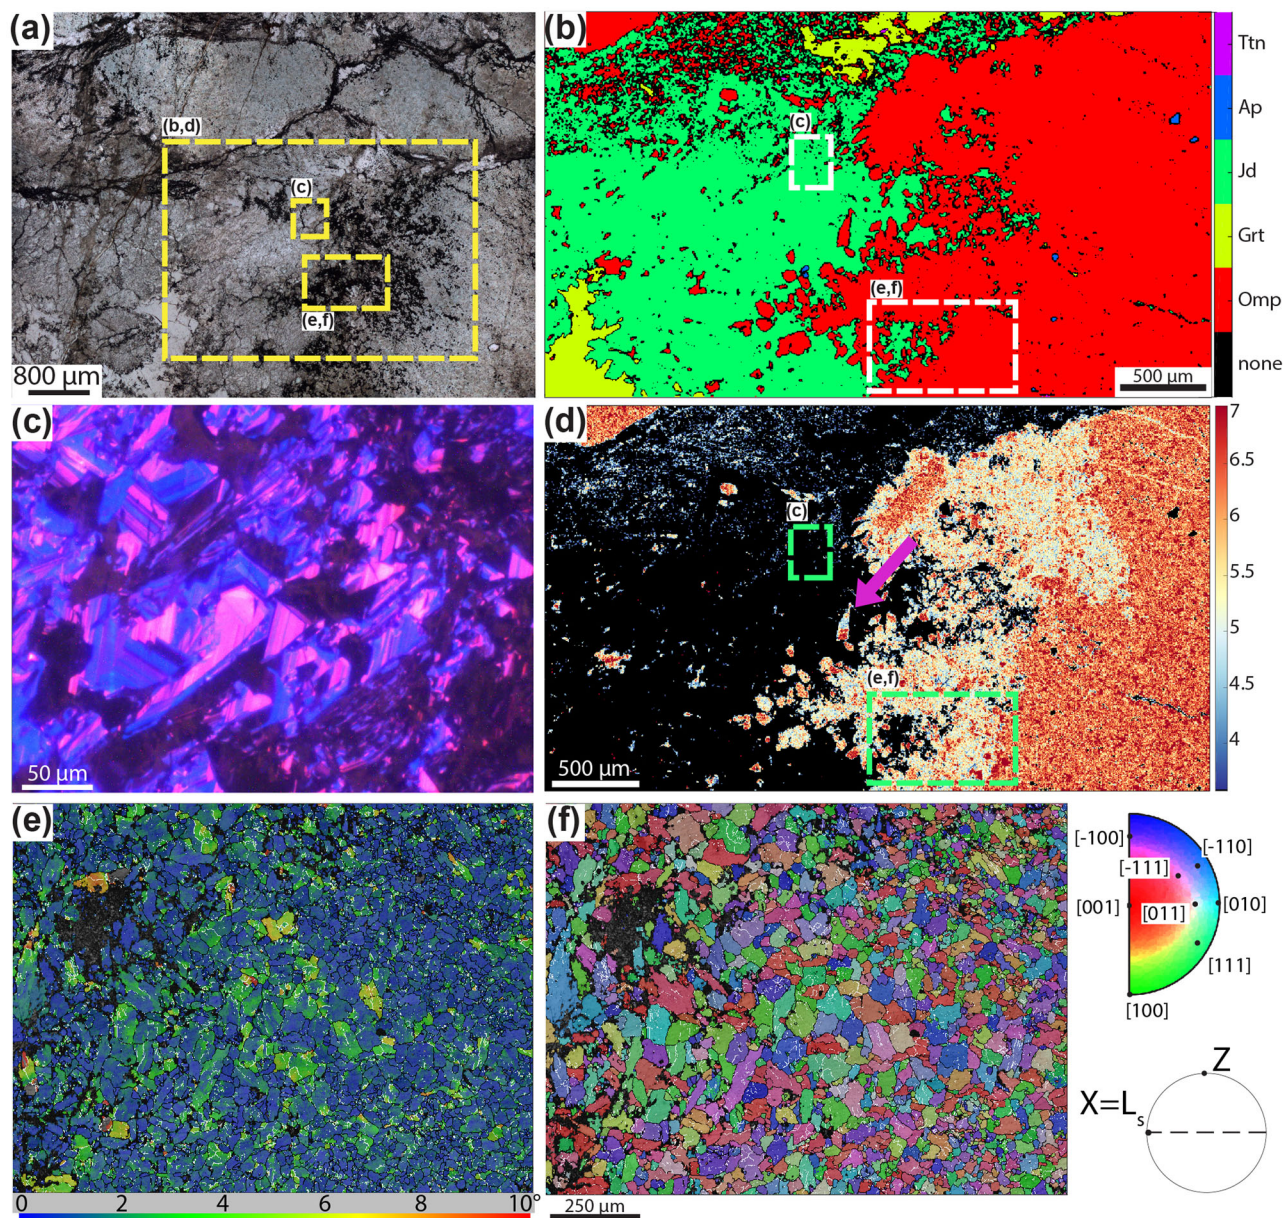 (a)
(b,d)
(c)
(e,f)
800 µm
(b)
(c)
(e,f)
500 µm
Ttn
Ap
Jd
Grt
Omp
none
(c)
50 µm
(d)
(c)
(e,f)
500 µm
7
6.5
6
5.5
5
4.5
4
(e)
0 2 4 6 8 10°
(f)
250 µm
[-100]
[-110]
[-111]
[001]
[011]
[010]
[111]
[100]
Z
X=Ls